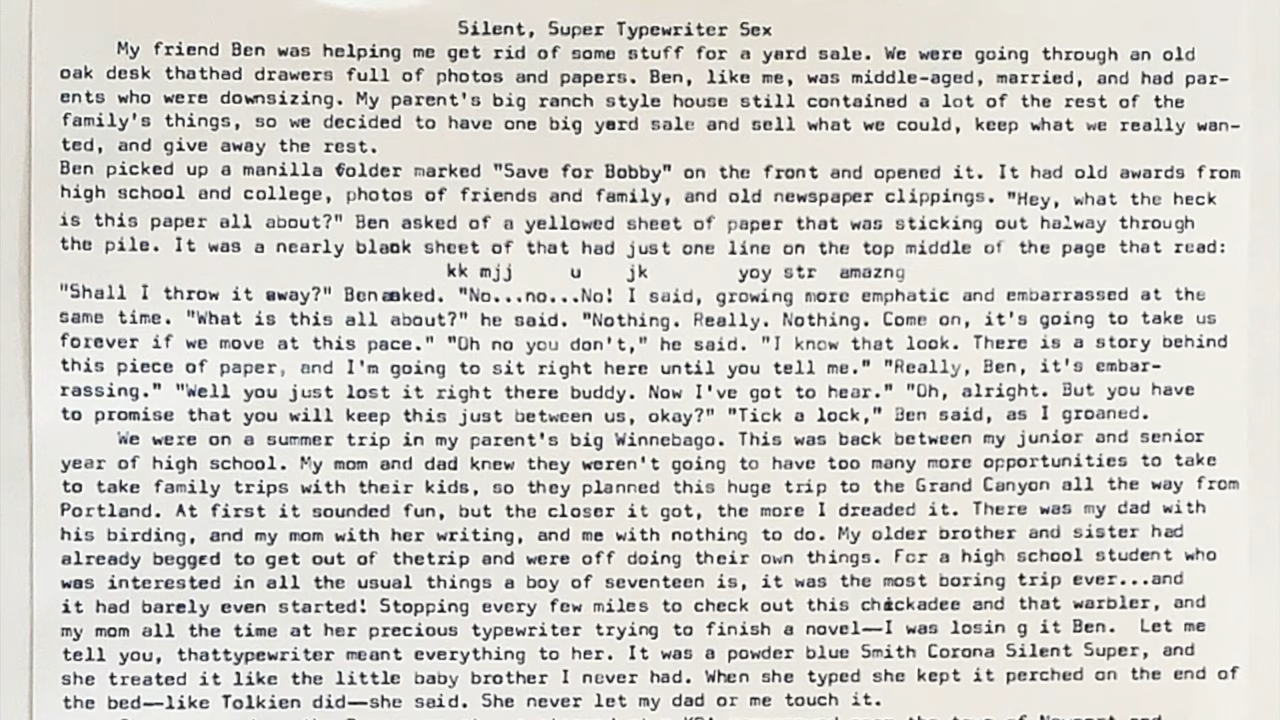 Silent, Super Typewriter Sex
My friend Ben was helping me get rid of some stuff for a yard sale. We were going through an old
oak desk thathad drawers full of photos and papers. Ben, like me, was middle-aged, married, and had par-
ents who were downsizing. My parent's big ranch style house still contained a lot of the rest of the
family's things, so we decided to have one big yard sale and sell what we could, keep what we really wan-
ted, and give away the rest.
Ben picked up a manilla folder marked "Save for Bobby" on the front and opened it. It had old awards from
high school and college, photos of friends and family, and old newspaper clippings. "Hey, what the heck
is this paper all about?" Ben asked of a yellowed sheet of paper that was sticking out halway through
the pile. It was a nearly blank sheet of that had just one line on the top middle of the page that read:
kk mjj u jk yoy str amazng
"Shall I throw it away?" Ben asked. "No...no...No! I said, growing more emphatic and embarrassed at the
same time. "What is this all about?" he said. "Nothing. Really. Nothing. Come on, it's going to take us
forever if we move at this pace." "Oh no you don't," he said. "I know that look. There is a story behind
this piece of paper, and I'm going to sit right here until you tell me." "Really, Ben, it's embar-
rassing." "Well you just lost it right there buddy. Now I've got to hear." "Oh, alright. But you have
to promise that you will keep this just between us, okay?" "Tick a lock," Ben said, as I groaned.
We were on a summer trip in my parent's big Winnebago. This was back between my junior and senior
year of high school. My mom and dad knew they weren't going to have too many more opportunities to take
to take family trips with their kids, so they planned this huge trip to the Grand Canyon all the way from
Portland. At first it sounded fun, but the closer it got, the more I dreaded it. There was my dad with
his birding, and my mom with her writing, and me with nothing to do. My older brother and sister had
already begged to get out of thetrip and were off doing their own things. For a high school student who
was interested in all the usual things a boy of seventeen is, it was the most boring trip ever...and
it had barely even started! Stopping every few miles to check out this chickadee and that warbler, and
my mom all the time at her precious typewriter trying to finish a novel—I was losin g it Ben. Let me
tell you, thattypewriter meant everything to her. It was a powder blue Smith Corona Silent Super, and
she treated it like the little baby brother I never had. When she typed she kept it perched on the end of
the bed—like Tolkien did—she said. She never let my dad or me touch it.